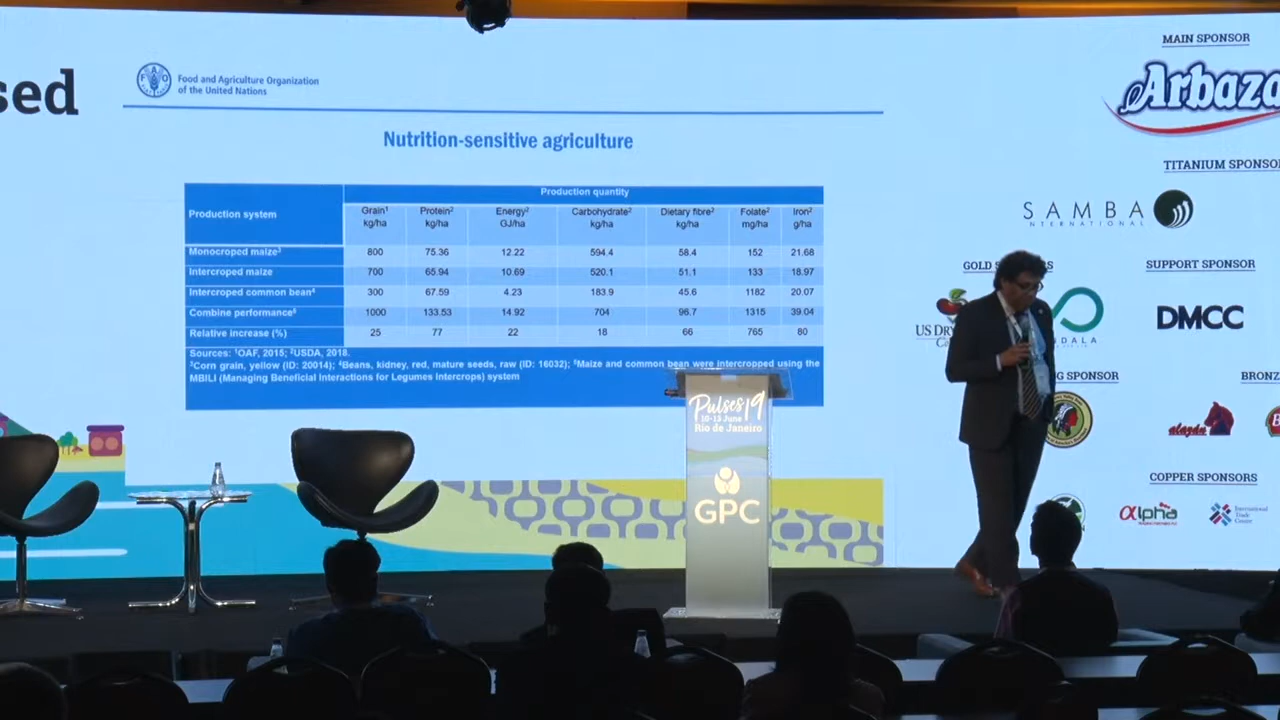 sed
Food and Agriculture Organization
of the United Nations
Nutrition-sensitive agriculture
Production system
Production quantity
Grain¹ kg/ha Protein² kg/ha Energy² GJ/ha Carbohydrate² kg/ha Dietary fibre² kg/ha Folate² mg/ha Iron² g/ha
Monocroped maize³ 800 75.36 12.22 594.4 58.4 152 21.68
Intercroped maize 700 65.94 10.69 520.1 51.1 133 18.97
Intercroped common bean⁴ 300 67.59 4.23 183.9 45.6 1182 20.07
Combine performance⁵ 1000 133.53 14.92 704 96.7 1315 39.04
Relative increase (%) 25 77 22 18 66 765 80
Sources: ¹OAF, 2015; ²USDA, 2018.
³Corn grain, yellow (ID: 20014); ⁴Beans, kidney, red, mature seeds, raw (ID: 16032); ⁵Maize and common bean were intercropped using the
MBILI (Managing Beneficial Interactions for Legumes Intercrops) system
Pulses 19
10-13 June
Rio de Janeiro
GPC
MAIN SPONSOR
Arbaza
TITANIUM SPONSO
SAMBA
INTERNATIONAL
GOLD
SUPPORT SPONSOR
US DRY
DMCC
SPONSOR
BRONZ
alazán
COPPER SPONSORS
alpha
International
Trade
Centre